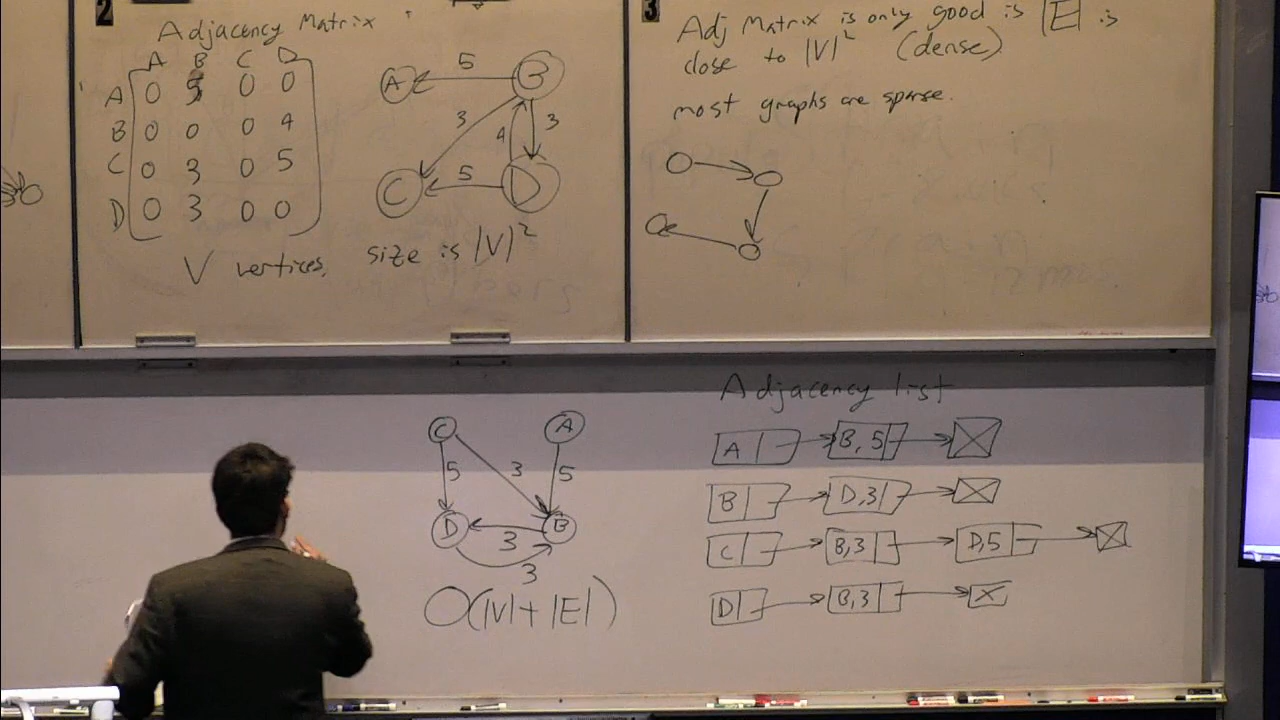 2
Adjacency Matrix
A B C D
A 0 5 0 0
B 0 0 0 4
C 0 3 0 5
D 0 3 0 0
V vertices, size is |V|²
A 5 B
3 4 3
C 5 D
3
Adj Matrix is only good is |E| is
close to |V|² (dense)
most graphs are sparse.
C A
5 3 5
D 3 B
3
O(|V| + |E|)
Adjacency list
A B, 5
B D,3
C B,3 D,5
D B,3